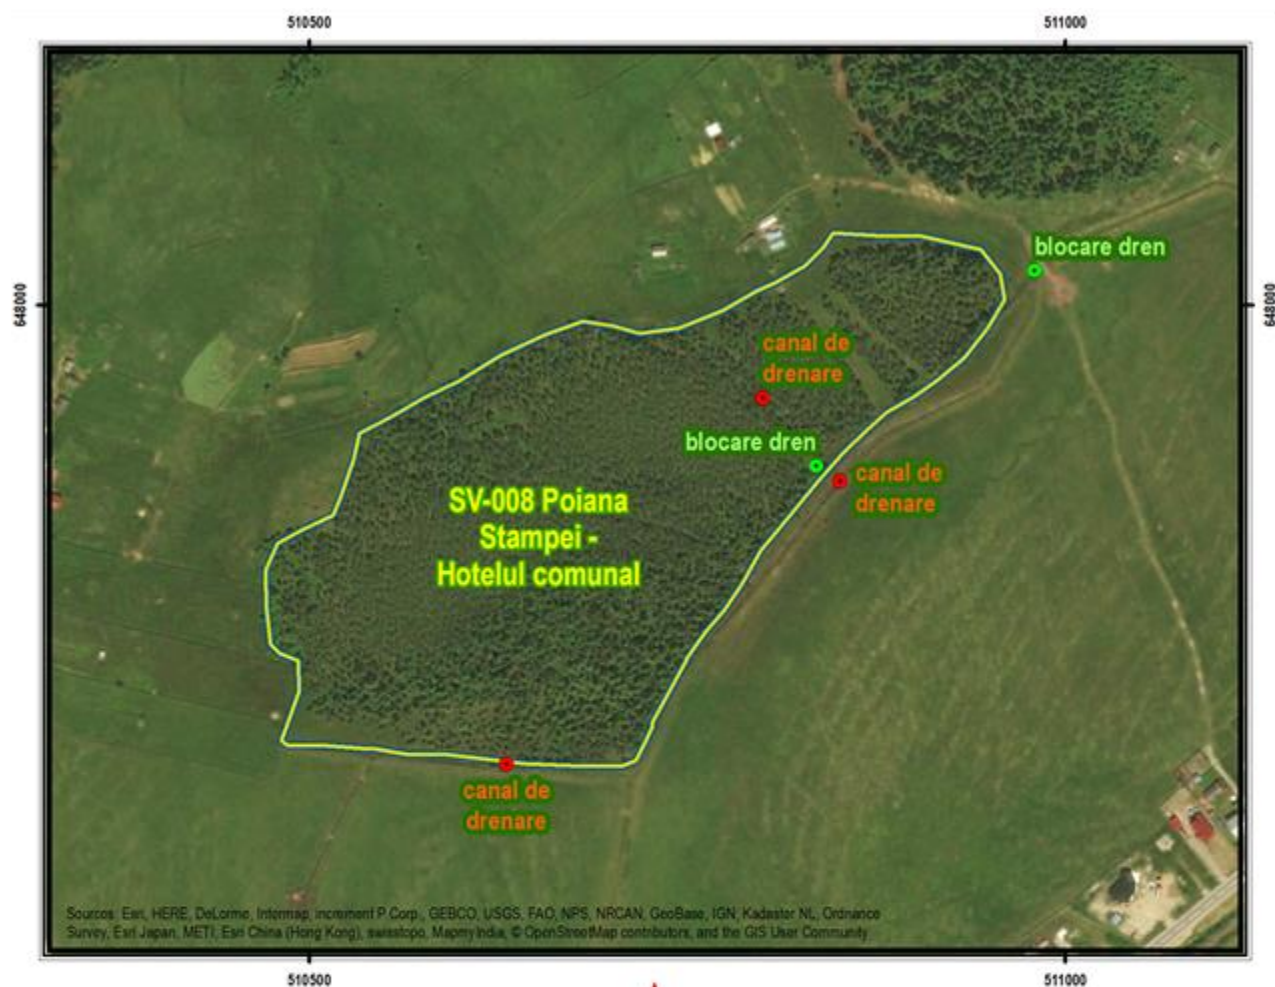 510500
511000
blocare dren
648000
648000
canal de
drenare
blocare dren
canal de
drenare
SV-008 Poiana
Stampei -
Hotelul comunal
canal de
drenare
Sources: Esri, HERE, DeLorme, Intermap, increment P Corp., GEBCO, USGS, FAO, NPS, NRCAN, GeoBase, IGN, Kadaster NL, Ordnance
Survey, Esri Japan, METI, Esri China (Hong Kong), swisstopo, MapmyIndia, © OpenStreetMap contributors, and the GIS User Community
510500
511000